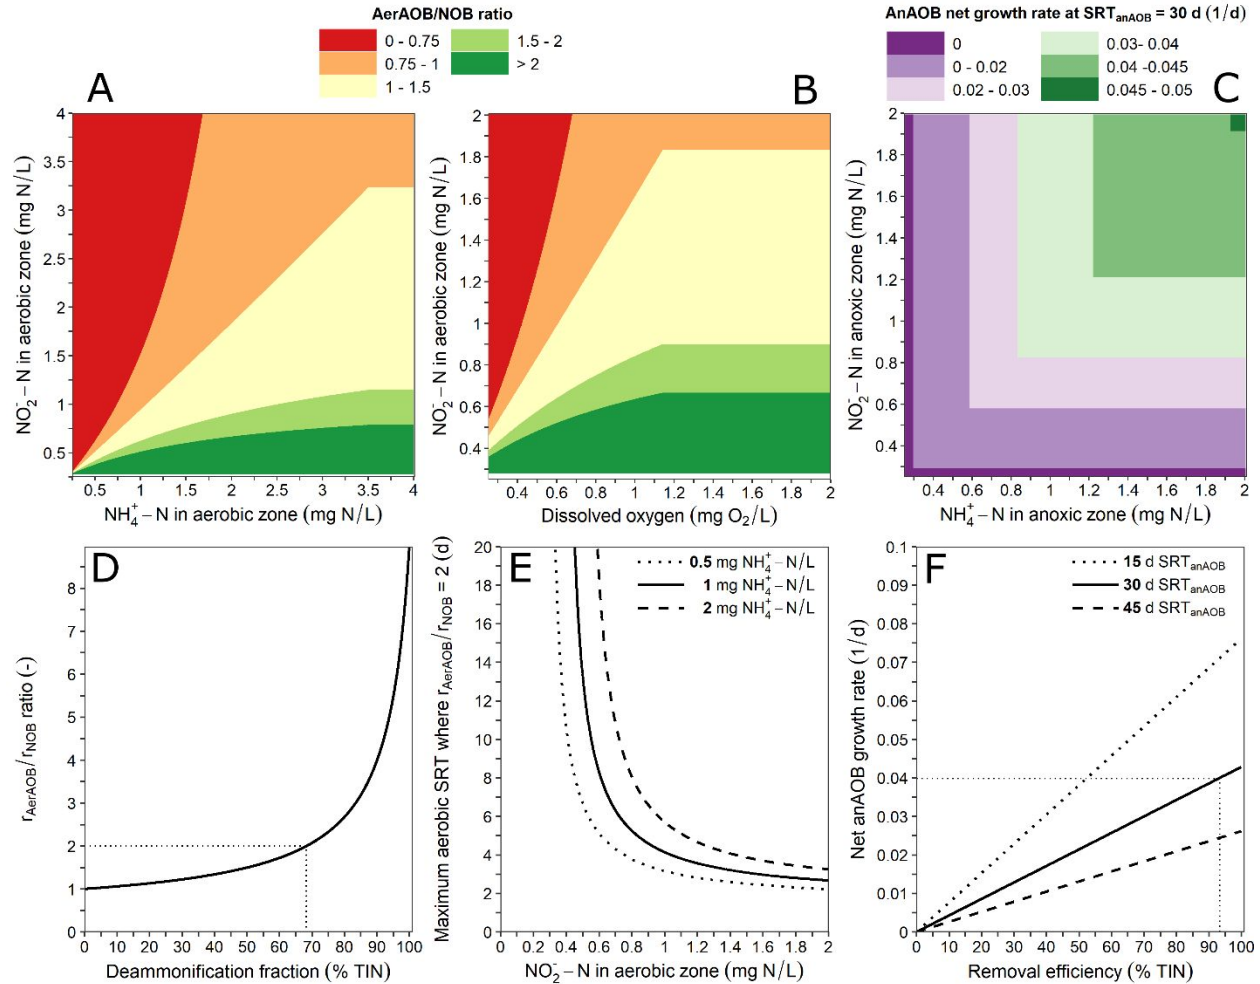 AerAOB/NOB ratio
0 - 0.75
0.75 - 1
1 - 1.5
1.5 - 2
> 2
AnAOB net growth rate at SRT_anAOB = 30 d (1/d)
0
0 - 0.02
0.02 - 0.03
0.03- 0.04
0.04 -0.045
0.045 - 0.05
A
NO₂⁻ – N in aerobic zone (mg N/L)
4
3.5
3
2.5
2
1.5
1
0.5
0.5 1 1.5 2 2.5 3 3.5 4
NH₄⁺ – N in aerobic zone (mg N/L)
B
NO₂⁻ – N in aerobic zone (mg N/L)
2
1.8
1.6
1.4
1.2
1
0.8
0.6
0.4
0.4 0.6 0.8 1 1.2 1.4 1.6 1.8 2
Dissolved oxygen (mg O₂/L)
C
NO₂⁻ – N in anoxic zone (mg N/L)
2
1.8
1.6
1.4
1.2
1
0.8
0.6
0.4
0.4 0.6 0.8 1 1.2 1.4 1.6 1.8 2
NH₄⁺ – N in anoxic zone (mg N/L)
D
r_AerAOB/r_NOB ratio (-)
8
7
6
5
4
3
2
1
0
0 10 20 30 40 50 60 70 80 90 100
Deammonification fraction (% TIN)
E
0.5 mg NH₄⁺ – N/L
1 mg NH₄⁺ – N/L
2 mg NH₄⁺ – N/L
Maximum aerobic SRT where r_AerAOB/r_NOB = 2 (d)
20
18
16
14
12
10
8
6
4
2
0
0 0.2 0.4 0.6 0.8 1 1.2 1.4 1.6 1.8 2
NO₂⁻ – N in aerobic zone (mg N/L)
F
15 d SRT_anAOB
30 d SRT_anAOB
45 d SRT_anAOB
Net anAOB growth rate (1/d)
0.1
0.09
0.08
0.07
0.06
0.05
0.04
0.03
0.02
0.01
0
0 10 20 30 40 50 60 70 80 90 100
Removal efficiency (% TIN)